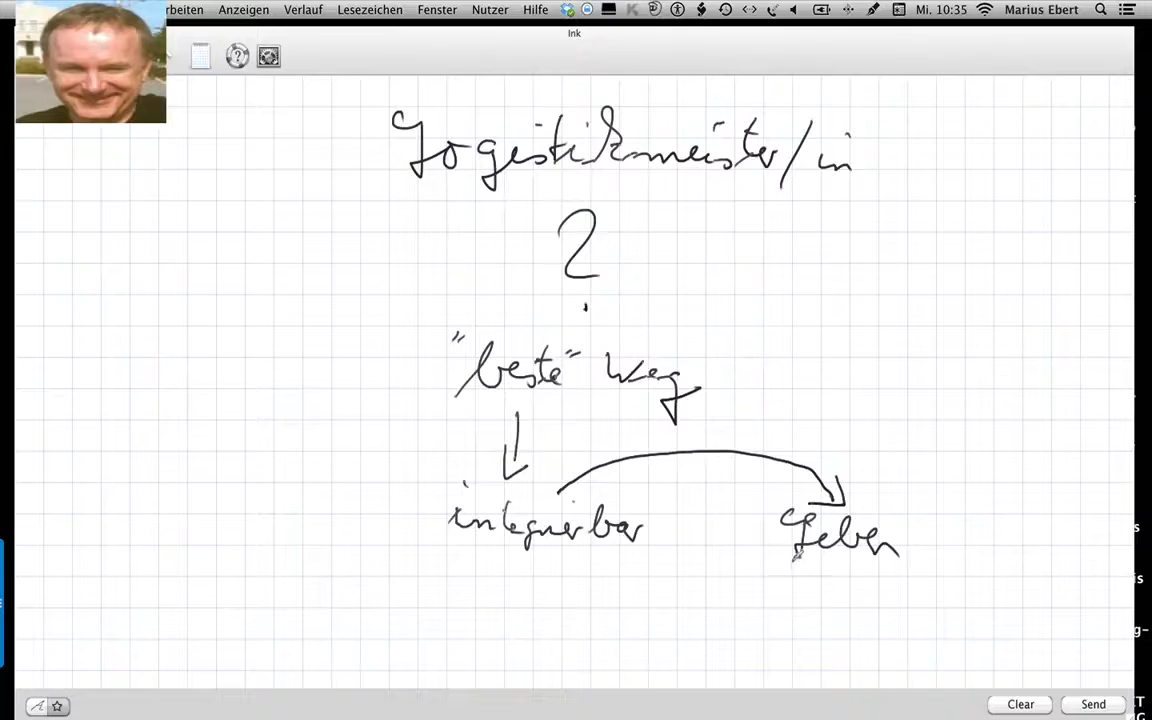 arbeiten Anzeigen Verlauf Lesezeichen Fenster Nutzer Hilfe Mi. 10:35 Marius Ebert
Ink
Logistikmeister/in
?
"beste" Weg
integrierbar Leben
Clear Send